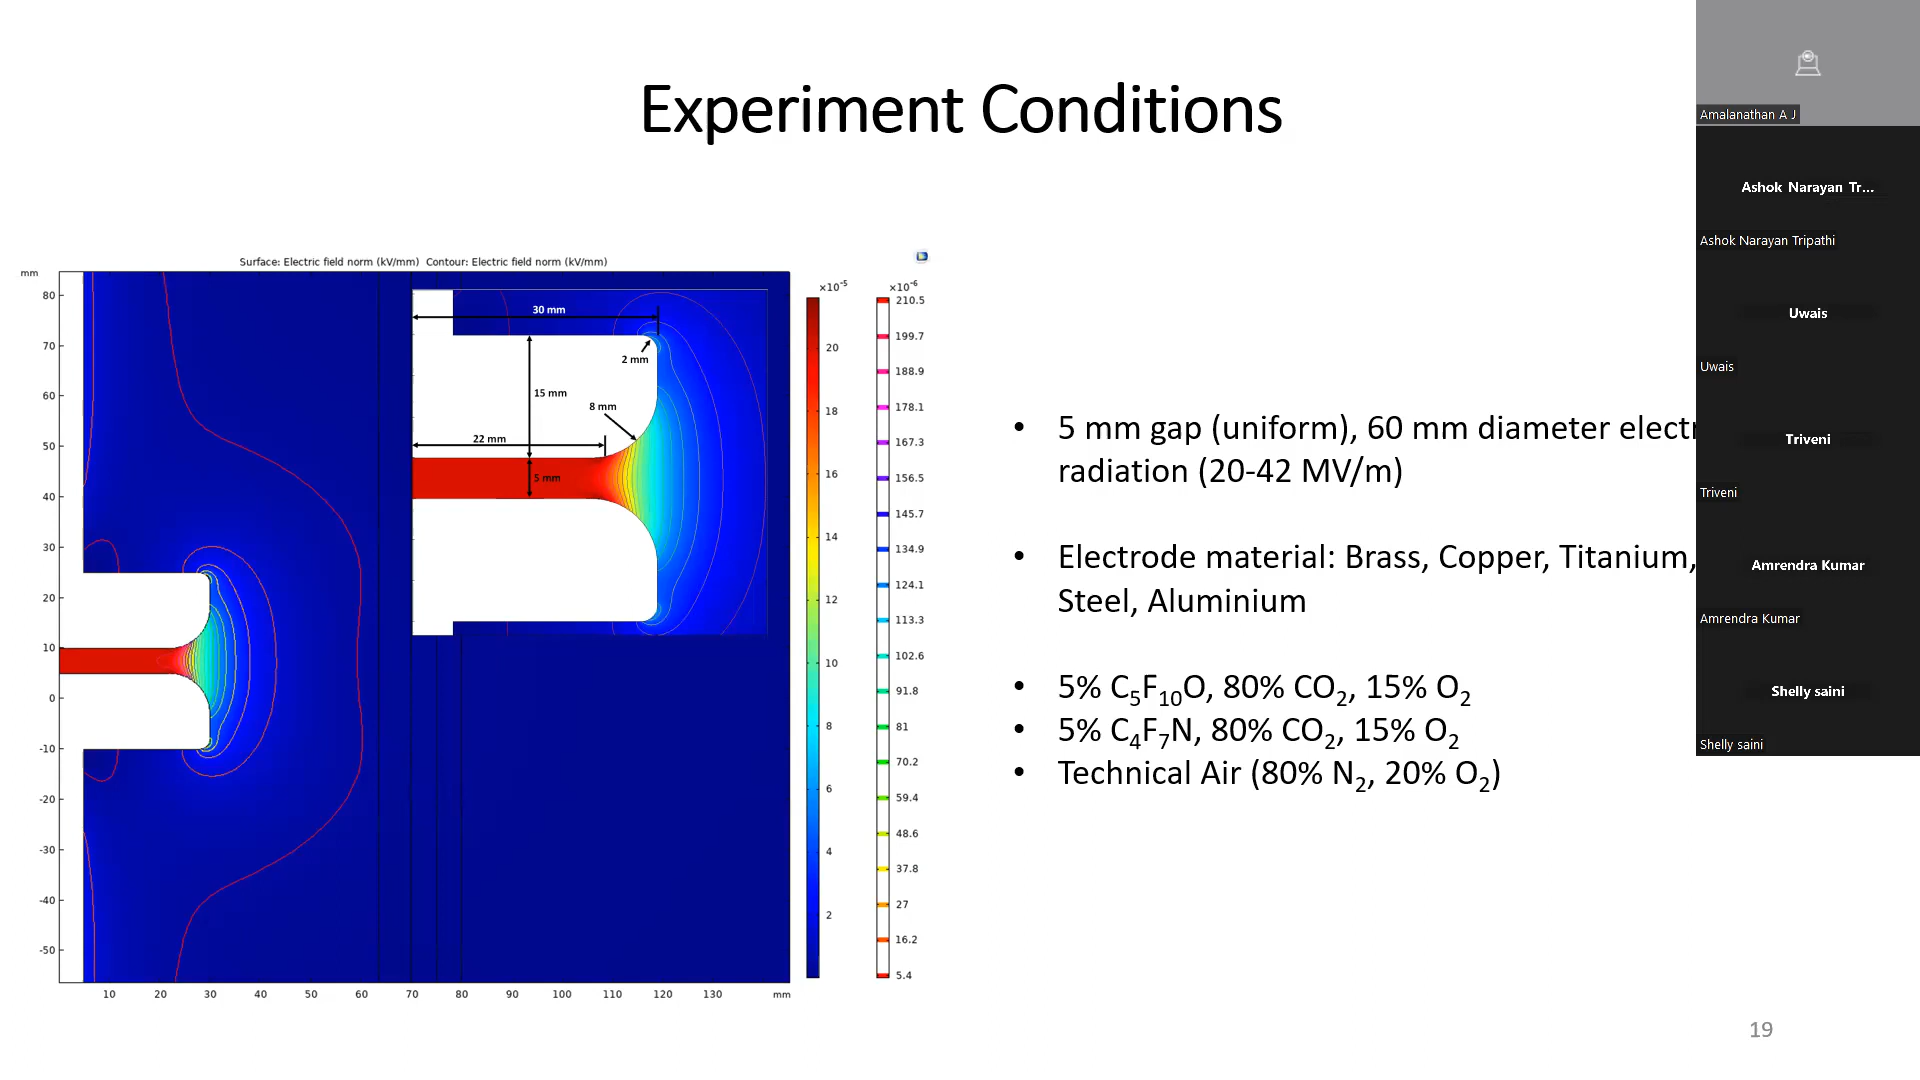 Experiment Conditions
Surface: Electric field norm (kV/mm)  Contour: Electric field norm (kV/mm)
mm
80
70
60
50
40
30
20
10
0
-10
-20
-30
-40
-50
10
20
30
40
50
60
70
80
90
100
110
120
130
mm
30 mm
2 mm
15 mm
8 mm
22 mm
5 mm
×10⁻⁵
20
18
16
14
12
10
8
6
4
2
×10⁻⁶
210.5
199.7
188.9
178.1
167.3
156.5
145.7
134.9
124.1
113.3
102.6
91.8
81
70.2
59.4
48.6
37.8
27
16.2
5.4
• 5 mm gap (uniform), 60 mm diameter
radiation (20-42 MV/m)
• Electrode material: Brass, Copper, Titanium,
Steel, Aluminium
• 5% C₅F₁₀O, 80% CO₂, 15% O₂
• 5% C₄F₇N, 80% CO₂, 15% O₂
• Technical Air (80% N₂, 20% O₂)
19
Amalanathan A J
Ashok Narayan Tr...
Ashok Narayan Tripathi
Uwais
Uwais
Triveni
Triveni
Amrendra Kumar
Amrendra Kumar
Shelly saini
Shelly saini